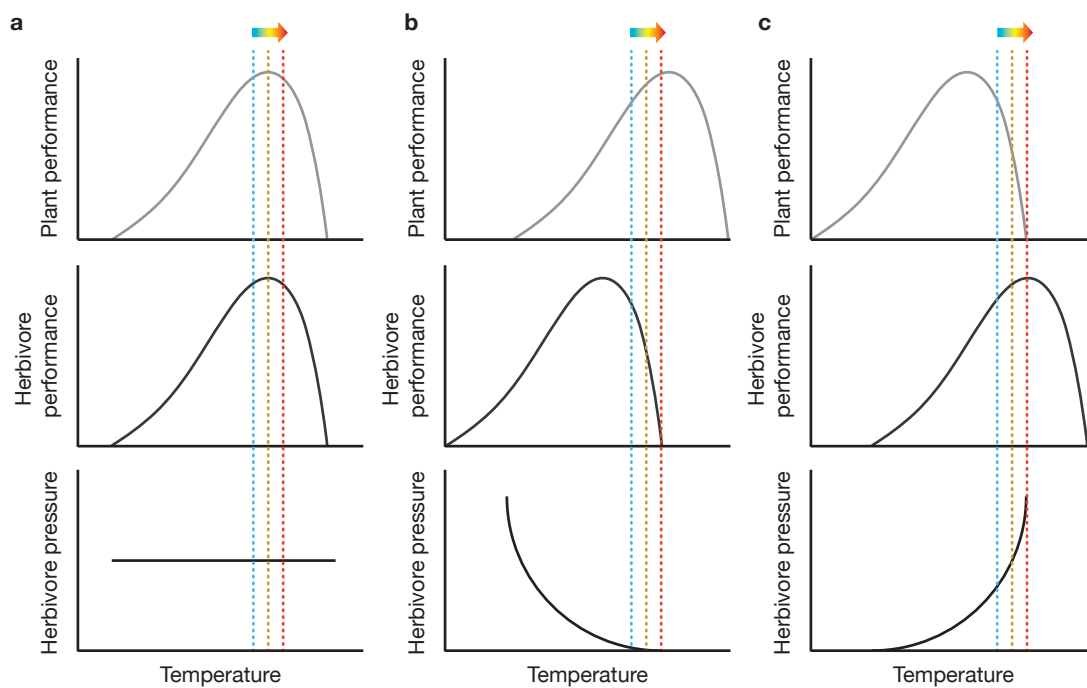 a
b
c
Plant performance
Plant performance
Plant performance
Herbivore
performance
Herbivore
performance
Herbivore
performance
Herbivore pressure
Herbivore pressure
Herbivore pressure
Temperature
Temperature
Temperature